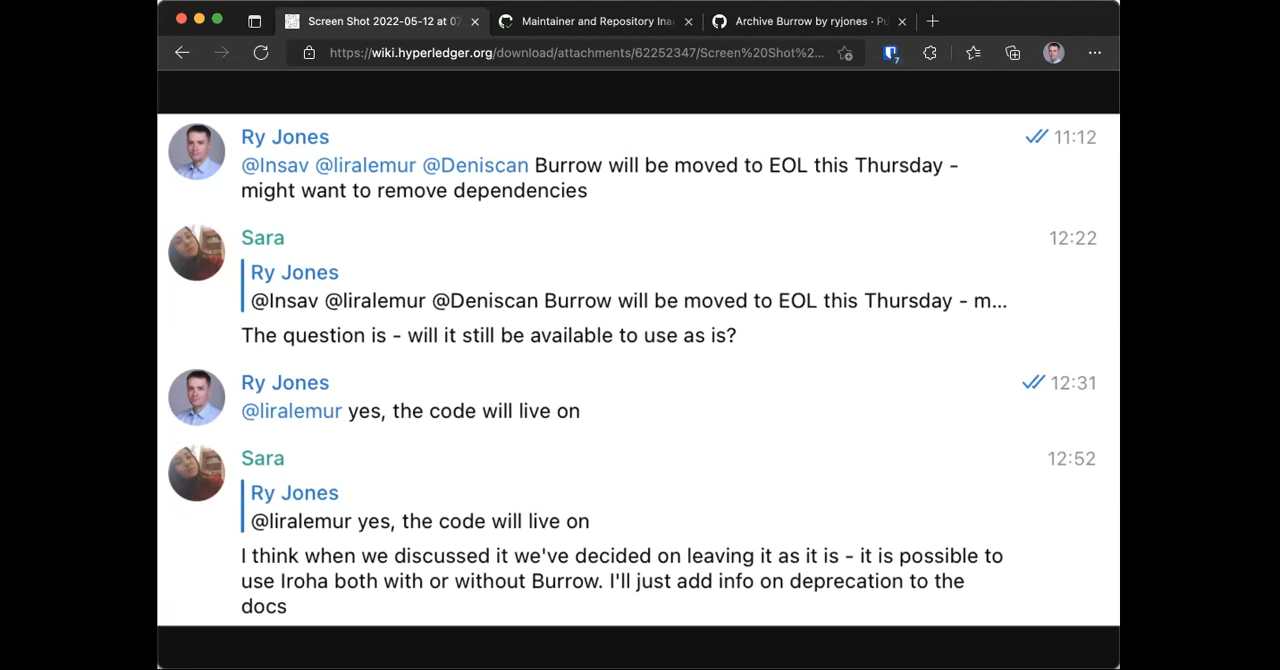 Screen Shot 2022-05-12 at 07
Maintainer and Repository Ina
Archive Burrow by ryjones · Pu
https://wiki.hyperledger.org/download/attachments/62252347/Screen%20Shot%2...
7
Ry Jones 11:12
@Insav @liralemur @Deniscan Burrow will be moved to EOL this Thursday -
might want to remove dependencies
Sara 12:22
Ry Jones
@Insav @liralemur @Deniscan Burrow will be moved to EOL this Thursday - m...
The question is - will it still be available to use as is?
Ry Jones 12:31
@liralemur yes, the code will live on
Sara 12:52
Ry Jones
@liralemur yes, the code will live on
I think when we discussed it we've decided on leaving it as it is - it is possible to
use Iroha both with or without Burrow. I'll just add info on deprecation to the
docs